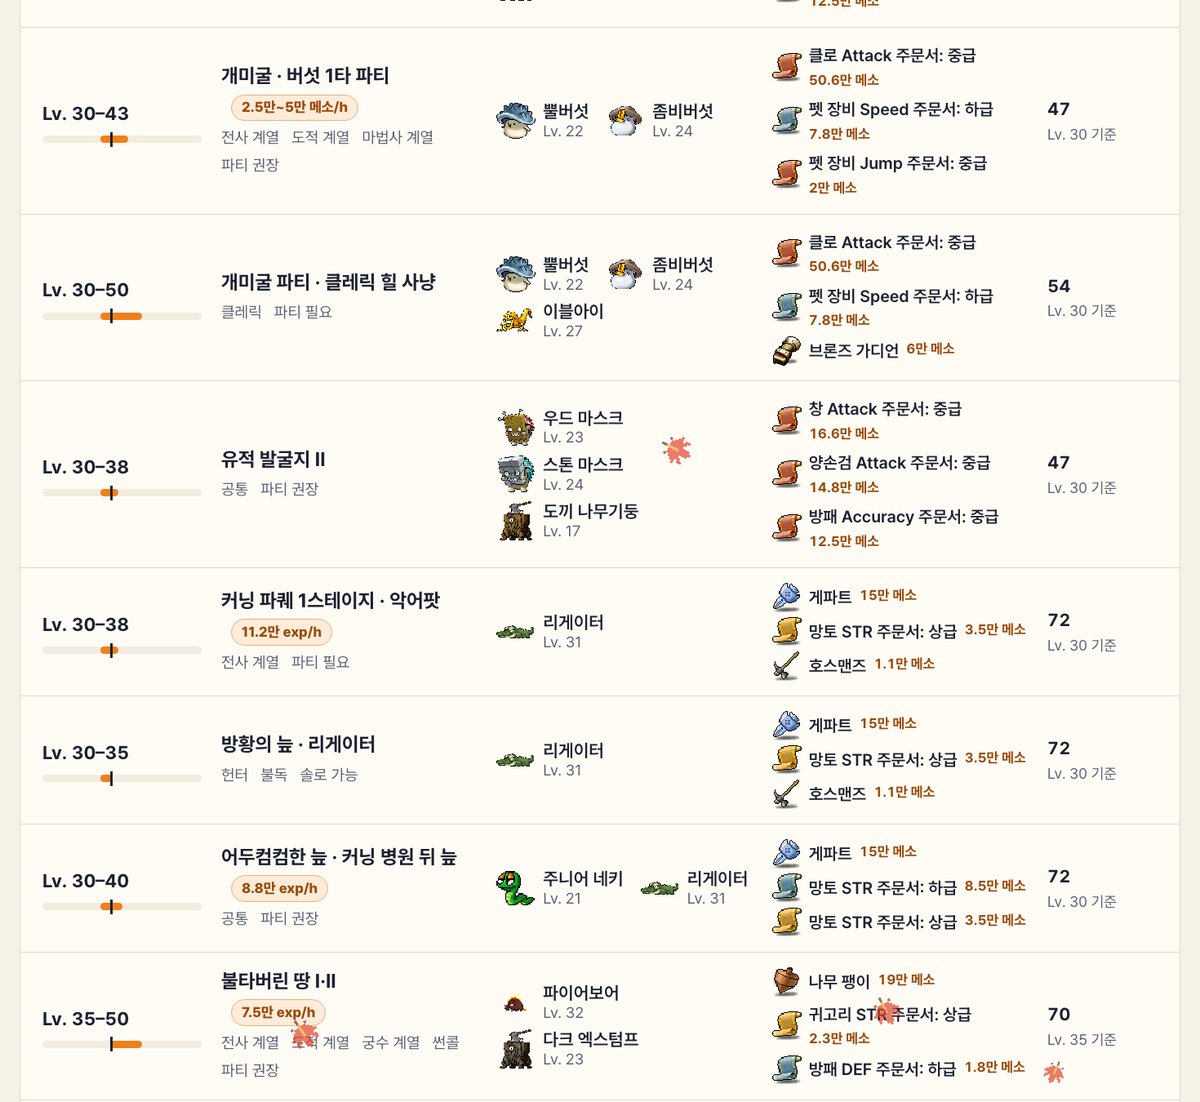 12.5만 메소
개미굴 · 버섯 1타 파티
2.5만~5만 메소/h
Lv. 30–43
전사 계열 도적 계열 마법사 계열
파티 권장
뿔버섯
Lv. 22
좀비버섯
Lv. 24
클로 Attack 주문서: 중급
50.6만 메소
펫 장비 Speed 주문서: 하급
7.8만 메소
펫 장비 Jump 주문서: 중급
2만 메소
47
Lv. 30 기준
Lv. 30–50
개미굴 파티 · 클레릭 힐 사냥
클레릭 파티 필요
뿔버섯
Lv. 22
좀비버섯
Lv. 24
이블아이
Lv. 27
클로 Attack 주문서: 중급
50.6만 메소
펫 장비 Speed 주문서: 하급
7.8만 메소
브론즈 가디언 6만 메소
54
Lv. 30 기준
Lv. 30–38
유적 발굴지 II
공통 파티 권장
우드 마스크
Lv. 23
스톤 마스크
Lv. 24
도끼 나무기둥
Lv. 17
창 Attack 주문서: 중급
16.6만 메소
양손검 Attack 주문서: 중급
14.8만 메소
방패 Accuracy 주문서: 중급
12.5만 메소
47
Lv. 30 기준
Lv. 30–38
커닝 파퀘 1스테이지 · 악어팟
11.2만 exp/h
전사 계열 파티 필요
리게이터
Lv. 31
게파트 15만 메소
망토 STR 주문서: 상급 3.5만 메소
호스맨즈 1.1만 메소
72
Lv. 30 기준
Lv. 30–35
방황의 늪 · 리게이터
헌터 불독 솔로 가능
리게이터
Lv. 31
게파트 15만 메소
망토 STR 주문서: 상급 3.5만 메소
호스맨즈 1.1만 메소
72
Lv. 30 기준
Lv. 30–40
어두컴컴한 늪 · 커닝 병원 뒤 늪
8.8만 exp/h
공통 파티 권장
주니어 네키
Lv. 21
리게이터
Lv. 31
게파트 15만 메소
망토 STR 주문서: 하급 8.5만 메소
망토 STR 주문서: 상급 3.5만 메소
72
Lv. 30 기준
Lv. 35–50
불타버린 땅 I·II
7.5만 exp/h
전사 계열 도적 계열 궁수 계열 썬콜
파티 권장
파이어보어
Lv. 32
다크 엑스텀프
Lv. 23
나무 팽이 19만 메소
귀고리 STR 주문서: 상급
2.3만 메소
방패 DEF 주문서: 하급 1.8만 메소
70
Lv. 35 기준